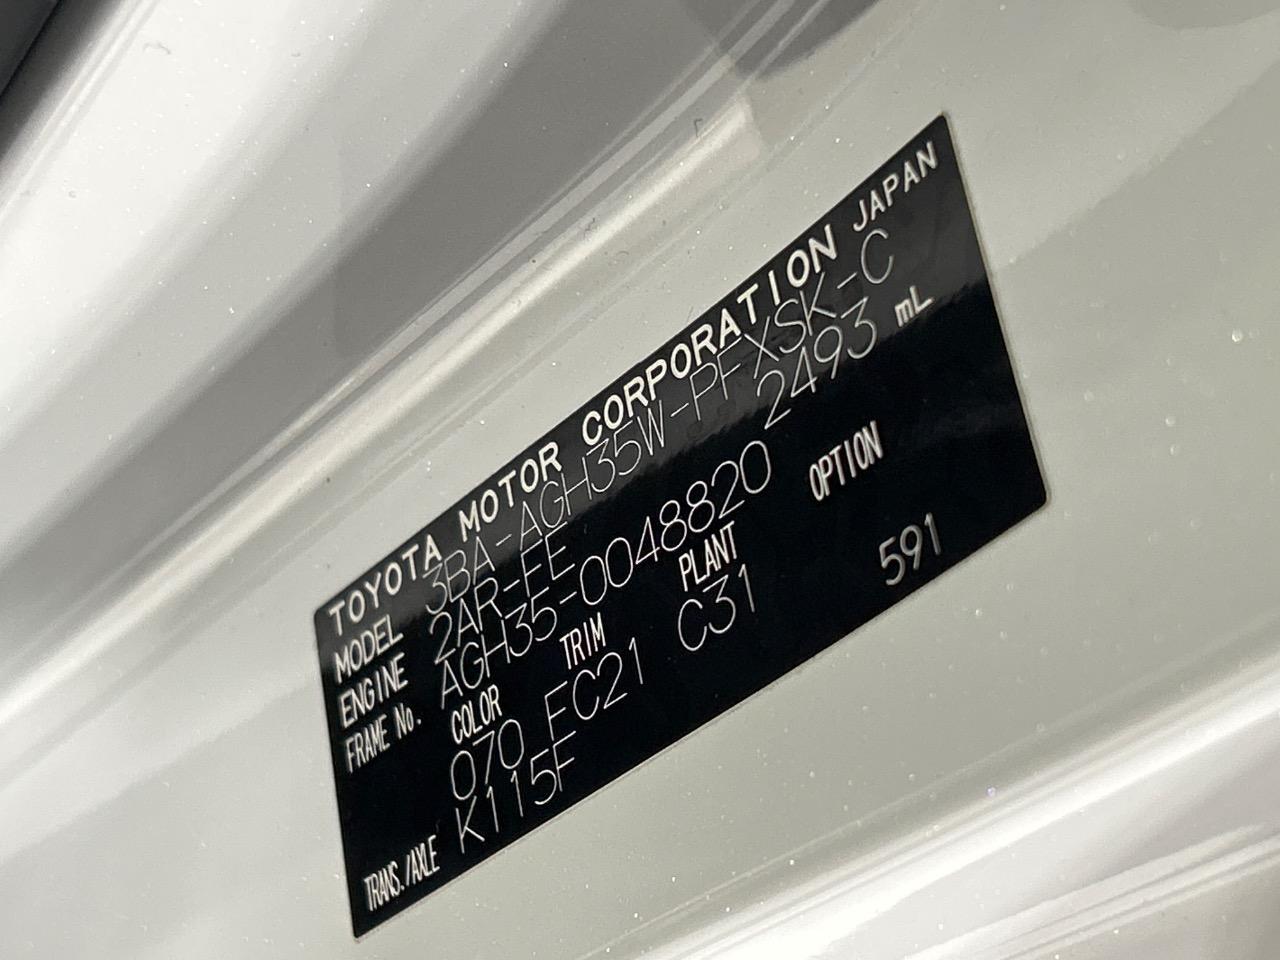 TOYOTA MOTOR CORPORATION JAPAN
MODEL 3BA-AGH35W-PFXSK-C
ENGINE 2AR-FE 2493 mL
FRAME No. AGH35-0048820
COLOR TRIM PLANT OPTION
070 FC21 C31 591
TRANS./AXLE K115F